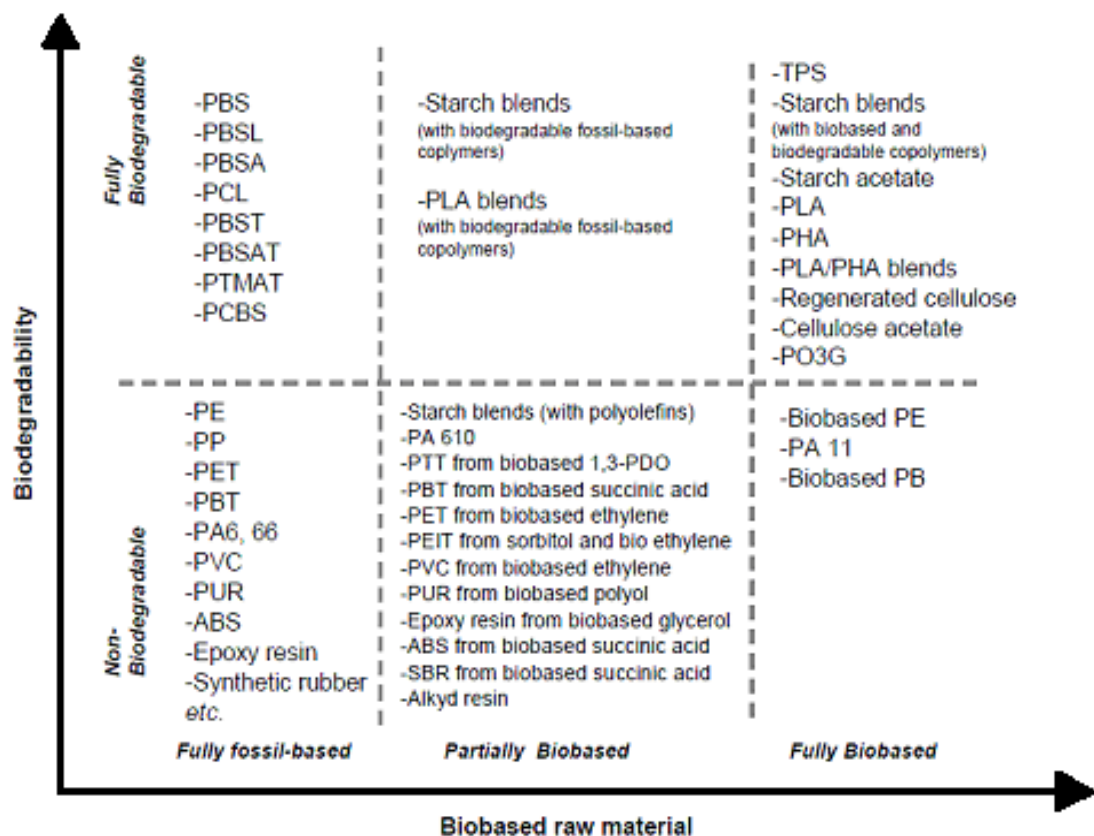 Biodegradability
Fully
Biodegradable
-PBS
-PBSL
-PBSA
-PCL
-PBST
-PBSAT
-PTMAT
-PCBS
-Starch blends
(with biodegradable fossil-based
coplymers)
-PLA blends
(with biodegradable fossil-based
copolymers)
-TPS
-Starch blends
(with biobased and
biodegradable copolymers)
-Starch acetate
-PLA
-PHA
-PLA/PHA blends
-Regenerated cellulose
-Cellulose acetate
-PO3G
Non-
Biodegradable
-PE
-PP
-PET
-PBT
-PA6, 66
-PVC
-PUR
-ABS
-Epoxy resin
-Synthetic rubber
etc.
-Starch blends (with polyolefins)
-PA 610
-PTT from biobased 1,3-PDO
-PBT from biobased succinic acid
-PET from biobased ethylene
-PEIT from sorbitol and bio ethylene
-PVC from biobased ethylene
-PUR from biobased polyol
-Epoxy resin from biobased glycerol
-ABS from biobased succinic acid
-SBR from biobased succinic acid
-Alkyd resin
-Biobased PE
-PA 11
-Biobased PB
Fully fossil-based
Partially Biobased
Fully Biobased
Biobased raw material